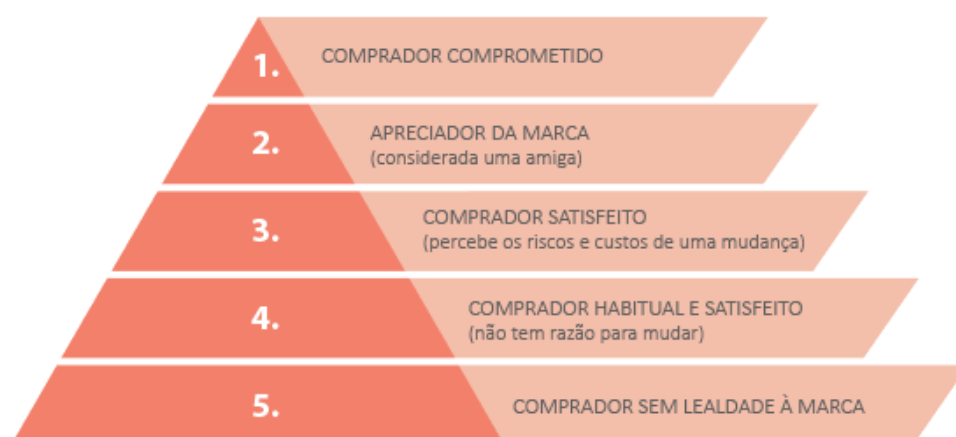 1.
COMPRADOR COMPROMETIDO
2.
APRECIADOR DA MARCA
(considerada uma amiga)
3.
COMPRADOR SATISFEITO
(percebe os riscos e custos de uma mudança)
4.
COMPRADOR HABITUAL E SATISFEITO
(não tem razão para mudar)
5.
COMPRADOR SEM LEALDADE À MARCA